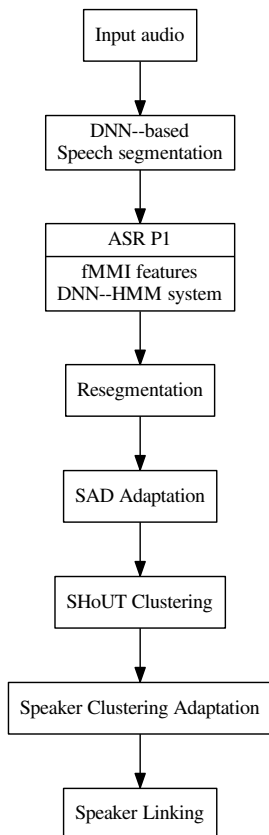 Input audio
DNN--based
Speech segmentation
ASR P1
fMMI features
DNN--HMM system
Resegmentation
SAD Adaptation
SHoUT Clustering
Speaker Clustering Adaptation
Speaker Linking